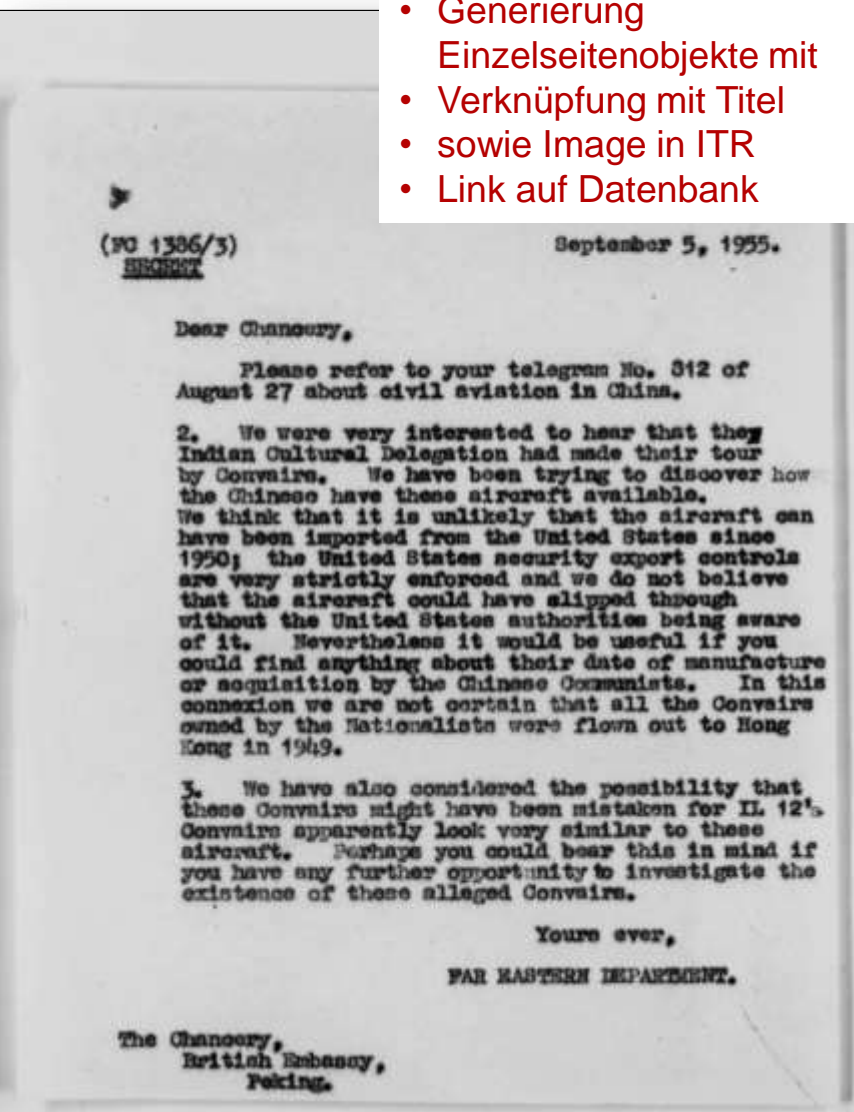 • Generierung
Einzelseitenobjekte mit
• Verknüpfung mit Titel
• sowie Image in ITR
• Link auf Datenbank
(FC 1386/3)
SECRET
September 5, 1955.
Dear Chancery,
Please refer to your telegram No. 812 of
August 27 about civil aviation in China.
2. We were very interested to hear that they
Indian Cultural Delegation had made their tour
by Convairs. We have been trying to discover how
the Chinese have these aircraft available.
We think that it is unlikely that the aircraft can
have been imported from the United States since
1950; the United States security export controls
are very strictly enforced and we do not believe
that the aircraft could have slipped through
without the United States authorities being aware
of it. Nevertheless it would be useful if you
could find anything about their date of manufacture
or acquisition by the Chinese Communists. In this
connexion we are not certain that all the Convairs
owned by the Nationalists were flown out to Hong
Kong in 1949.
3. We have also considered the possibility that
these Convairs might have been mistaken for IL 12's
Convairs apparently look very similar to these
aircraft. Perhaps you could bear this in mind if
you have any further opportunity to investigate the
existence of these alleged Convairs.
Yours ever,
FAR EASTERN DEPARTMENT.
The Chancery,
British Embassy,
Peking.